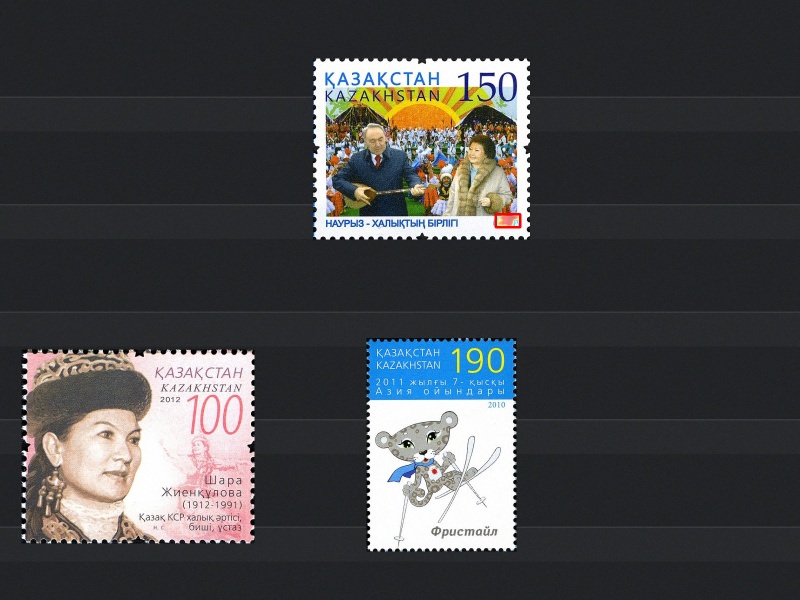 ҚАЗАҚСТАН
KAZAKHSTAN
150
НАУРЫЗ - ХАЛЫҚТЫҢ БІРЛІГІ
ҚАЗАҚСТАН
KAZAKHSTAN
2012
100
Шара
Жиенқұлова
(1912-1991)
Қазақ КСР халық әртісі,
биші, ұстаз
ҚАЗАҚСТАН
KAZAKHSTAN
190
2011 жылғы 7- қысқы
Азия ойындары
2010
Фристайл